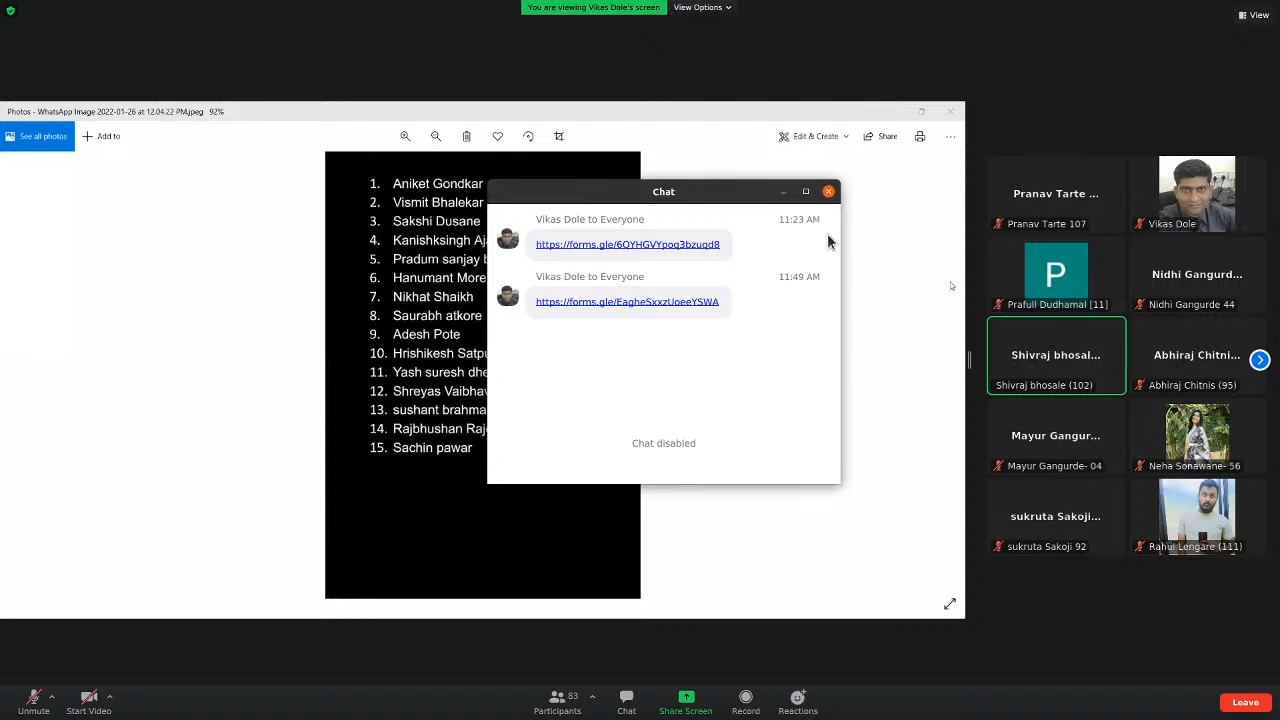 You are viewing Vikas Dole's screen
View Options
View
Photos - WhatsApp Image 2022-01-26 at 12.04.22 PM.jpeg 92%
See all photos
Add to
Edit & Create
Share
1. Aniket Gondkar
2. Vismit Bhalekar
3. Sakshi Dusane
4. Kanishksingh
5. Pradum sanjay
6. Hanumant More
7. Nikhat Shaikh
8. Saurabh atkore
9. Adesh Pote
10. Hrishikesh
11. Yash suresh
12. Shreyas
13. sushant
14. Rajbhushan
15. Sachin pawar
Chat
Vikas Dole to Everyone 11:23 AM
https://forms.gle/6QYHGVYpoq3bzuqd8
Vikas Dole to Everyone 11:49 AM
https://forms.gle/EagheSxxzUoeeYSWA
Chat disabled
Pranav Tarte ...
Pranav Tarte 107
Vikas Dole
P
Prafull Dudhamal [11]
Nidhi Gangurd...
Nidhi Gangurde 44
Shivraj bhosal...
Shivraj bhosale (102)
Abhiraj Chitni...
Abhiraj Chitnis (95)
Mayur Gangur...
Mayur Gangurde- 04
Neha Sonawane- 56
sukruta Sakoji...
sukruta Sakoji 92
Rahul Lengare (111)
Unmute
Start Video
83
Participants
Chat
Share Screen
Record
Reactions
Leave